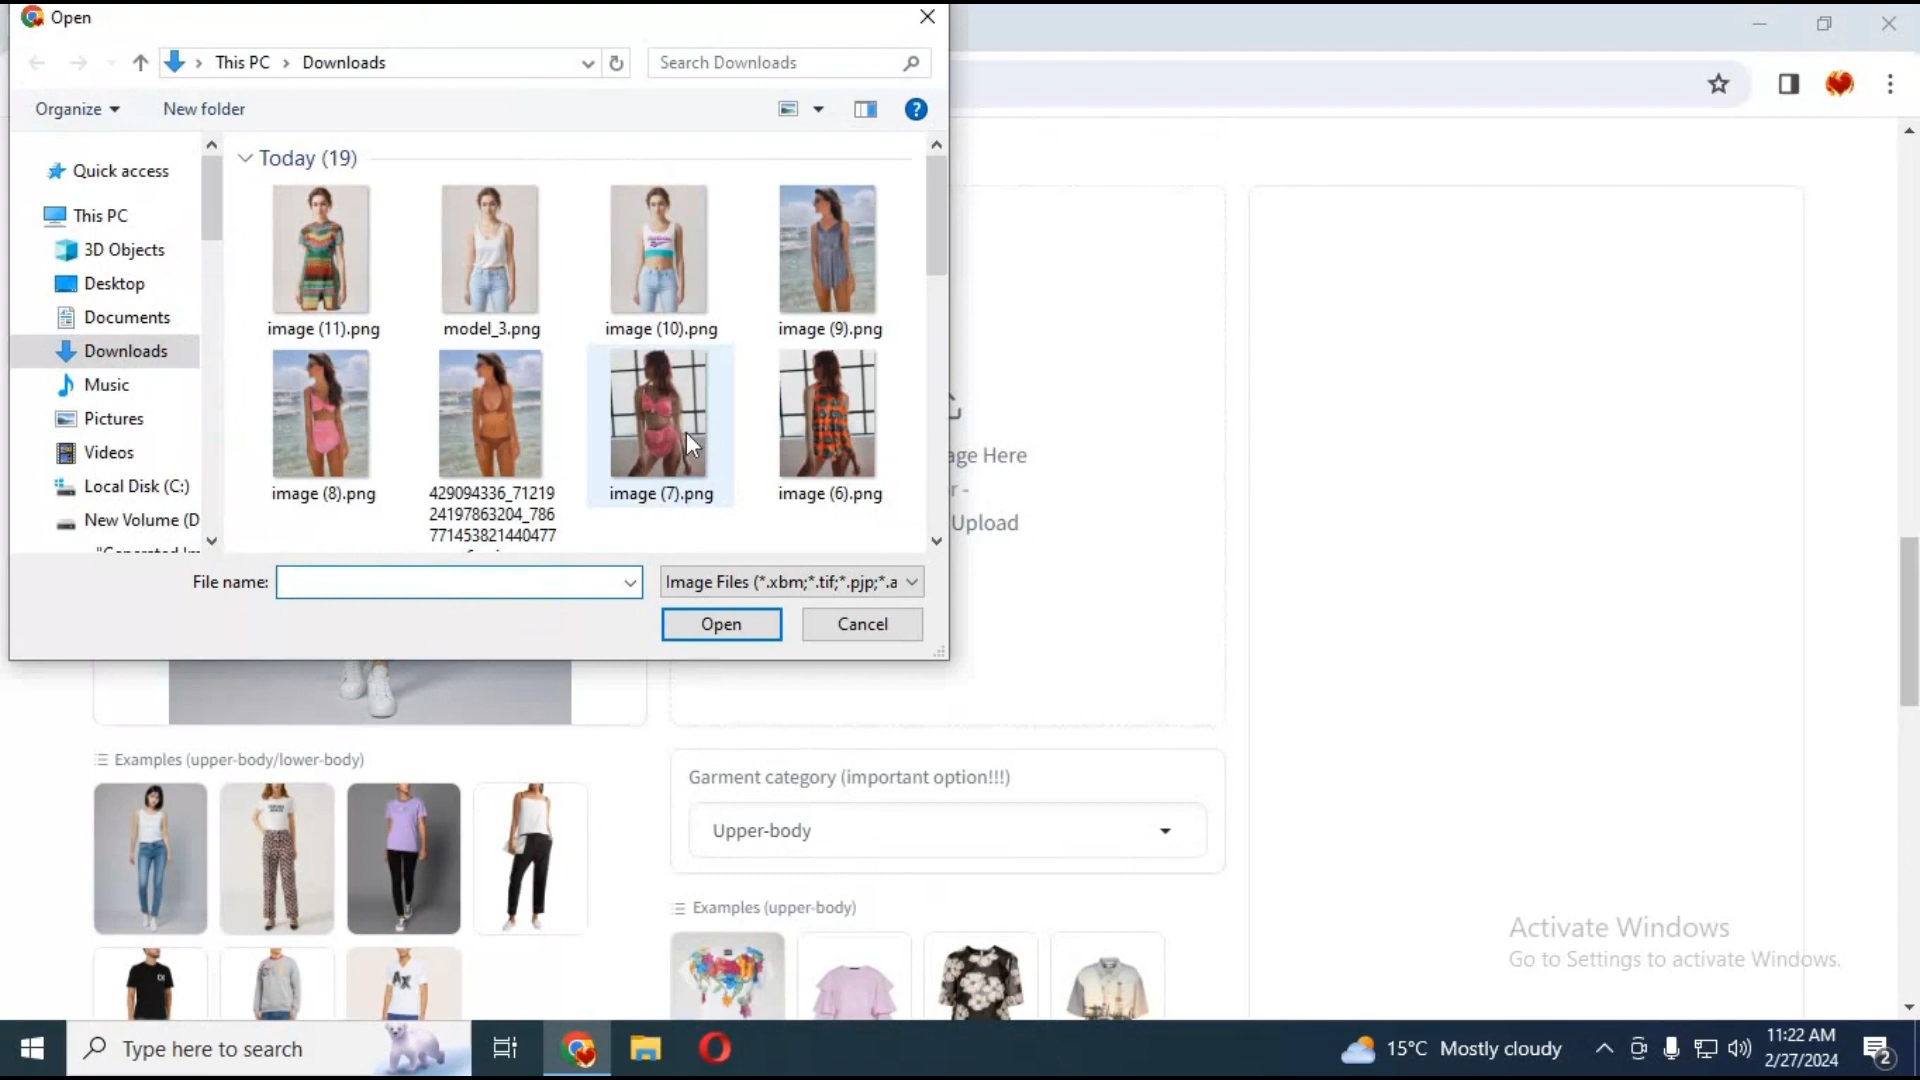 Open
This PC
Downloads
Search Downloads
Organize
New folder
Quick access
This PC
3D Objects
Desktop
Documents
Downloads
Music
Pictures
Videos
Local Disk (C:)
New Volume (D
Today (19)
image (11).png
model_3.png
image (10).png
image (9).png
image (8).png
429094336_71219
24197863204_786
771453821440477
image (7).png
image (6).png
File name:
Image Files (*.xbm;*.tif;*.pjp;*.a
Open
Cancel
age Here
r -
Upload
Examples (upper-body/lower-body)
Garment category (important option!!!)
Upper-body
Examples (upper-body)
Activate Windows
Go to Settings to activate Windows.
Type here to search
15°C Mostly cloudy
11:22 AM
2/27/2024
2